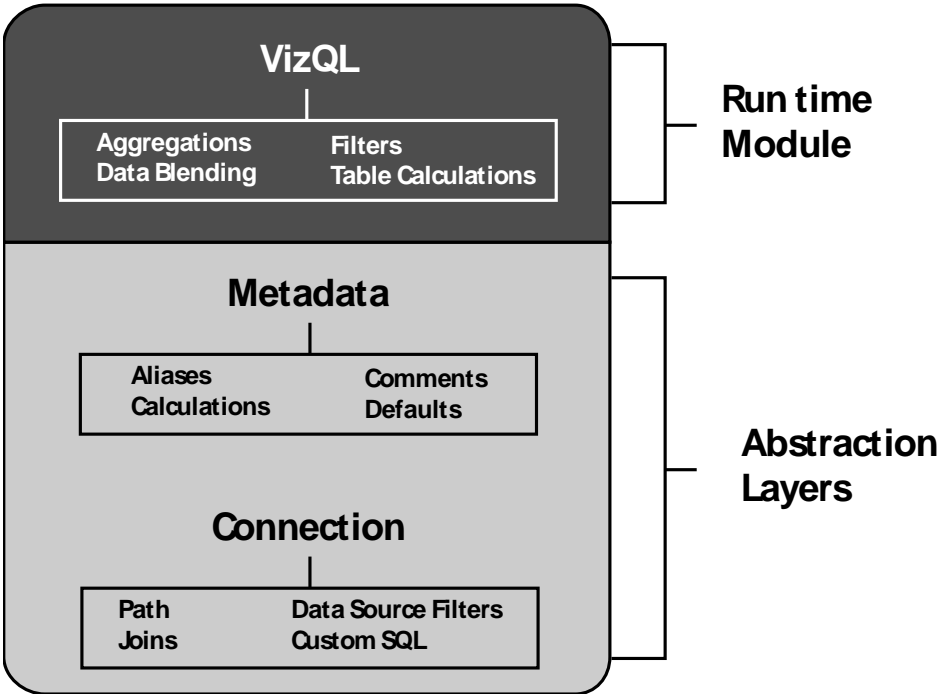 VizQL
Aggregations Filters
Data Blending Table Calculations
Run time
Module
Metadata
Aliases Comments
Calculations Defaults
Connection
Path Data Source Filters
Joins Custom SQL
Abstraction
Layers